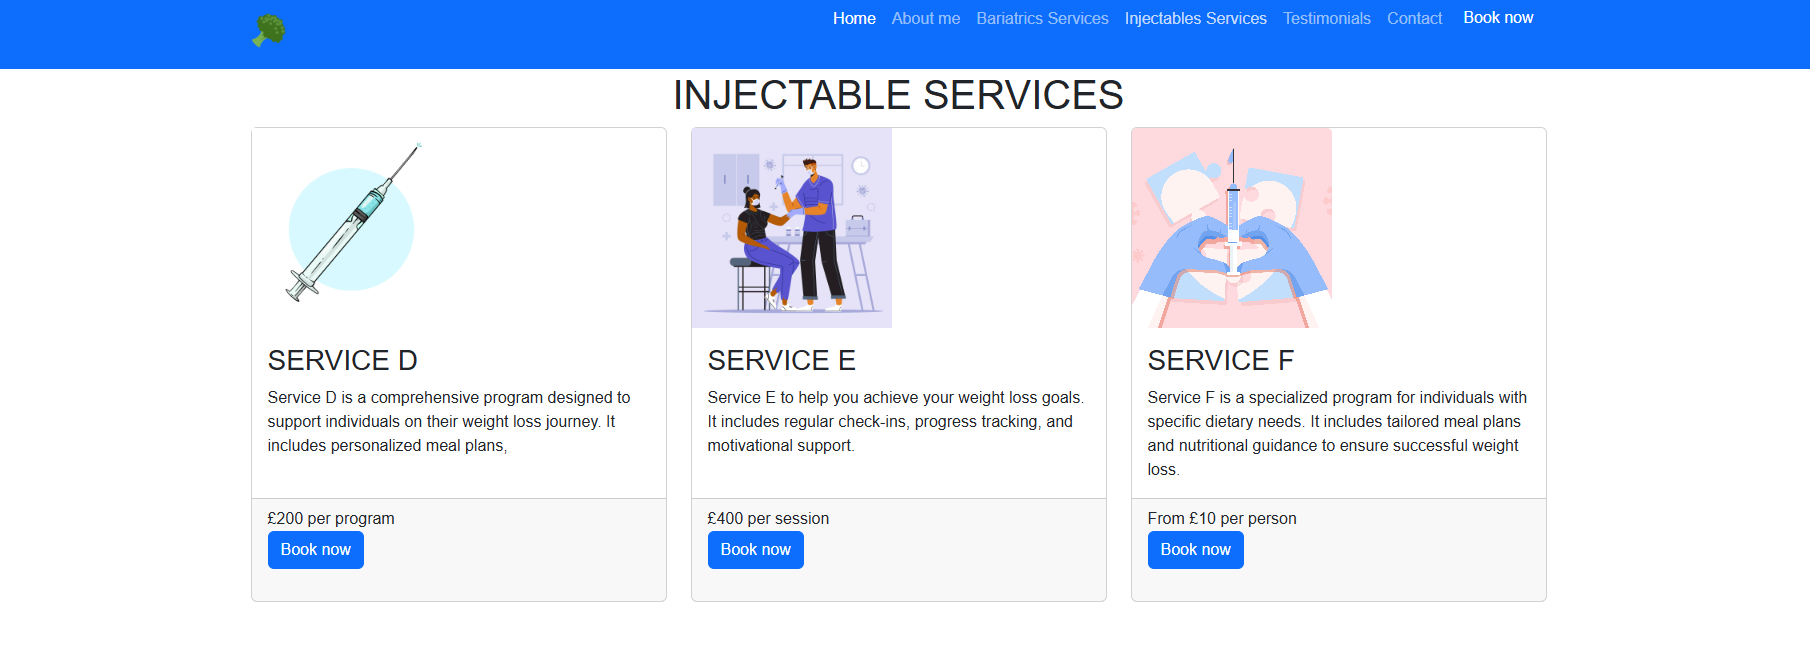 Home About me Bariatrics Services Injectables Services Testimonials Contact Book now
INJECTABLE SERVICES
SERVICE D
Service D is a comprehensive program designed to
support individuals on their weight loss journey. It
includes personalized meal plans,
£200 per program
Book now
SERVICE E
Service E to help you achieve your weight loss goals.
It includes regular check-ins, progress tracking, and
motivational support.
£400 per session
Book now
SERVICE F
Service F is a specialized program for individuals with
specific dietary needs. It includes tailored meal plans
and nutritional guidance to ensure successful weight
loss.
From £10 per person
Book now